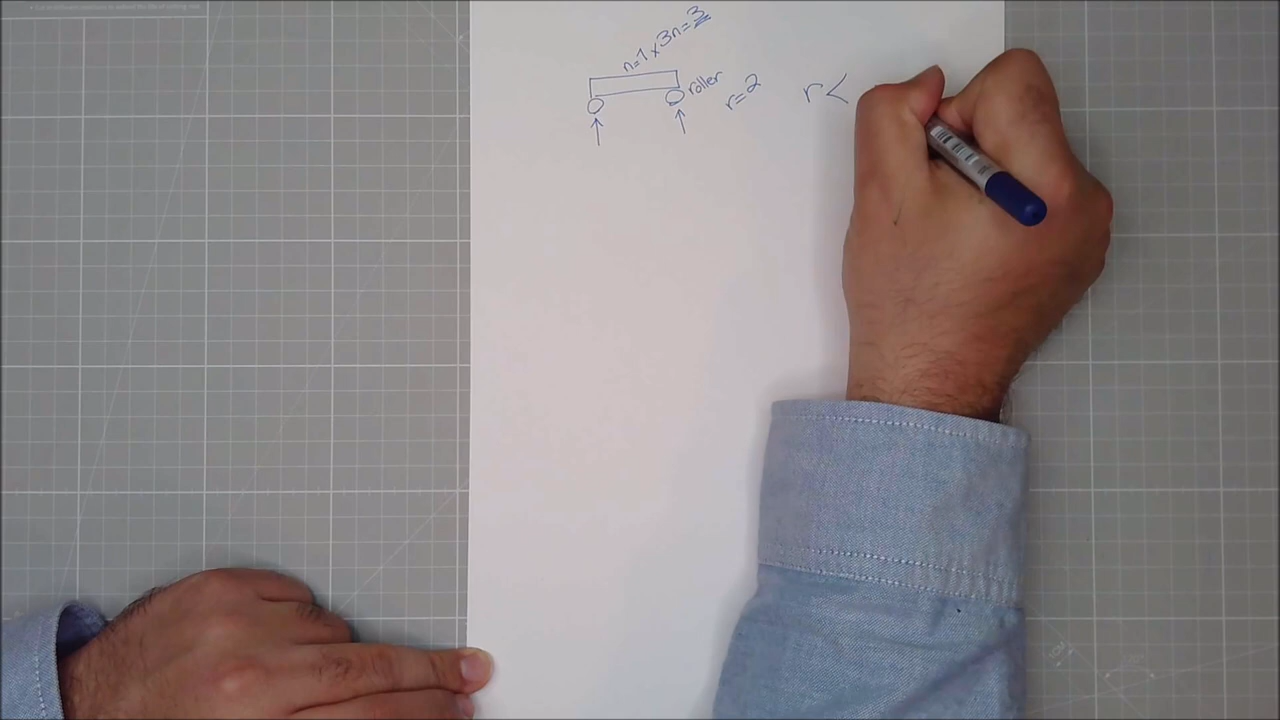 n=1 x 3n=3
roller
r=2
r<